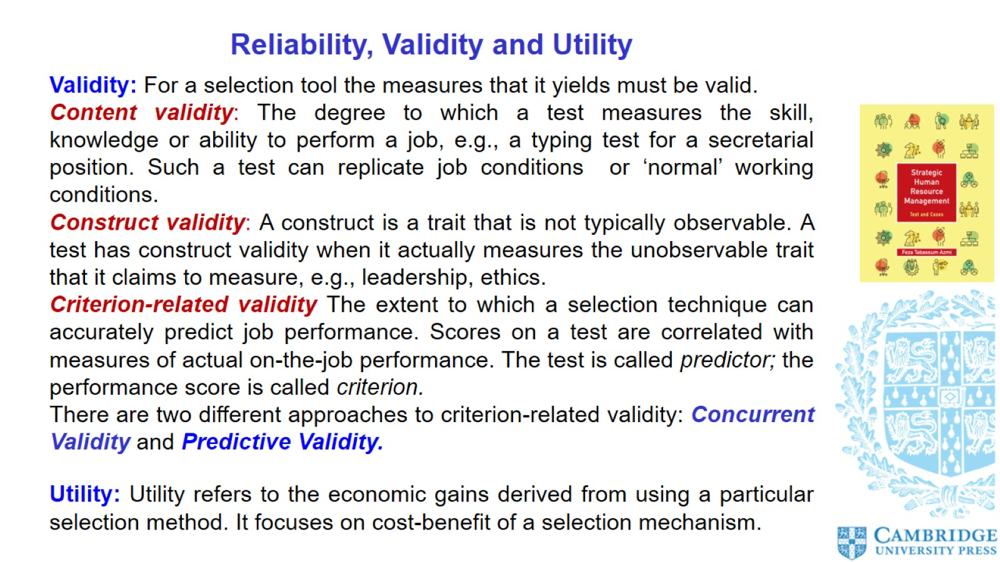 Reliability, Validity and Utility
Validity: For a selection tool the measures that it yields must be valid.
Content validity: The degree to which a test measures the skill,
knowledge or ability to perform a job, e.g., a typing test for a secretarial
position. Such a test can replicate job conditions or ‘normal’ working
conditions.
Construct validity: A construct is a trait that is not typically observable. A
test has construct validity when it actually measures the unobservable trait
that it claims to measure, e.g., leadership, ethics.
Criterion-related validity The extent to which a selection technique can
accurately predict job performance. Scores on a test are correlated with
measures of actual on-the-job performance. The test is called predictor; the
performance score is called criterion.
There are two different approaches to criterion-related validity: Concurrent
Validity and Predictive Validity.
Utility: Utility refers to the economic gains derived from using a particular
selection method. It focuses on cost-benefit of a selection mechanism.
Strategic
Human
Resource
Management
Text and Cases
Feza Tabassum Azmi
CAMBRIDGE
UNIVERSITY PRESS